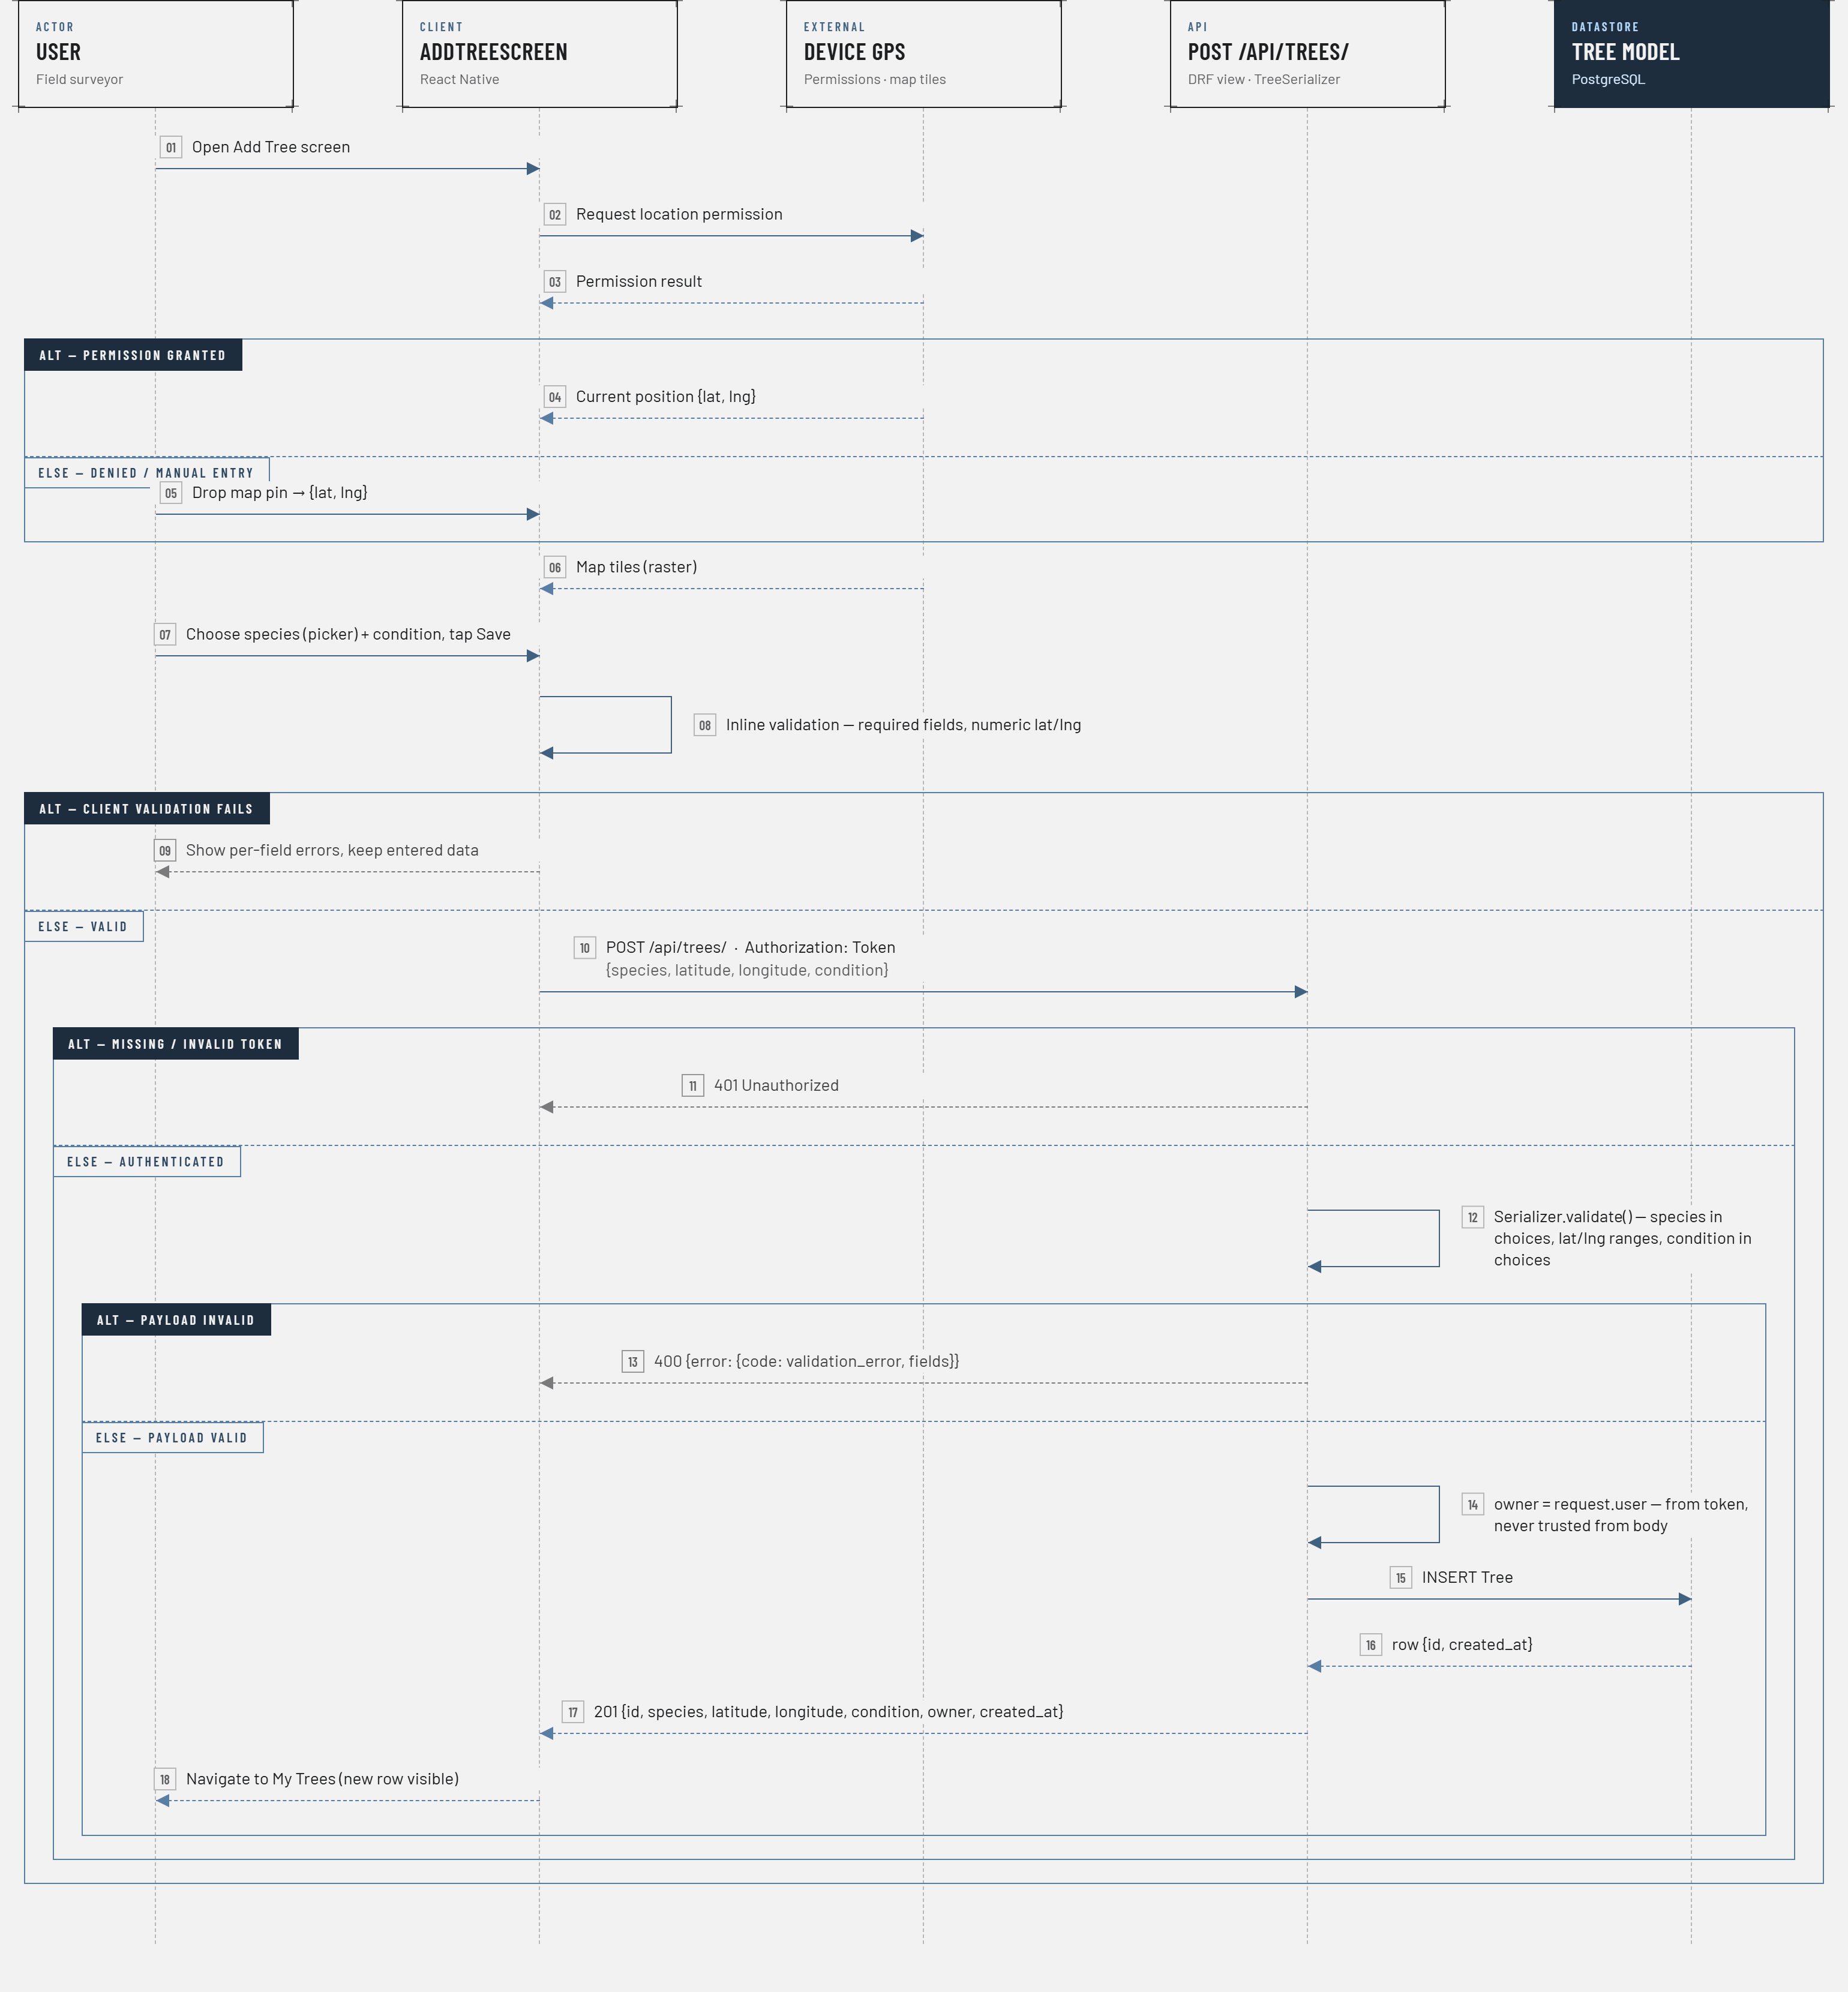 ACTOR
USER
Field surveyor
CLIENT
ADDTREESCREEN
React Native
EXTERNAL
DEVICE GPS
Permissions · map tiles
API
POST /API/TREES/
DRF view · TreeSerializer
DATASTORE
TREE MODEL
PostgreSQL
01 Open Add Tree screen
02 Request location permission
03 Permission result
ALT — PERMISSION GRANTED
04 Current position {lat, lng}
ELSE — DENIED / MANUAL ENTRY
05 Drop map pin → {lat, lng}
06 Map tiles (raster)
07 Choose species (picker) + condition, tap Save
08 Inline validation — required fields, numeric lat/lng
ALT — CLIENT VALIDATION FAILS
09 Show per-field errors, keep entered data
ELSE — VALID
10 POST /api/trees/ · Authorization: Token
{species, latitude, longitude, condition}
ALT — MISSING / INVALID TOKEN
11 401 Unauthorized
ELSE — AUTHENTICATED
12 Serializer.validate() — species in
choices, lat/lng ranges, condition in
choices
ALT — PAYLOAD INVALID
13 400 {error: {code: validation_error, fields}}
ELSE — PAYLOAD VALID
14 owner = request.user — from token,
never trusted from body
15 INSERT Tree
16 row {id, created_at}
17 201 {id, species, latitude, longitude, condition, owner, created_at}
18 Navigate to My Trees (new row visible)